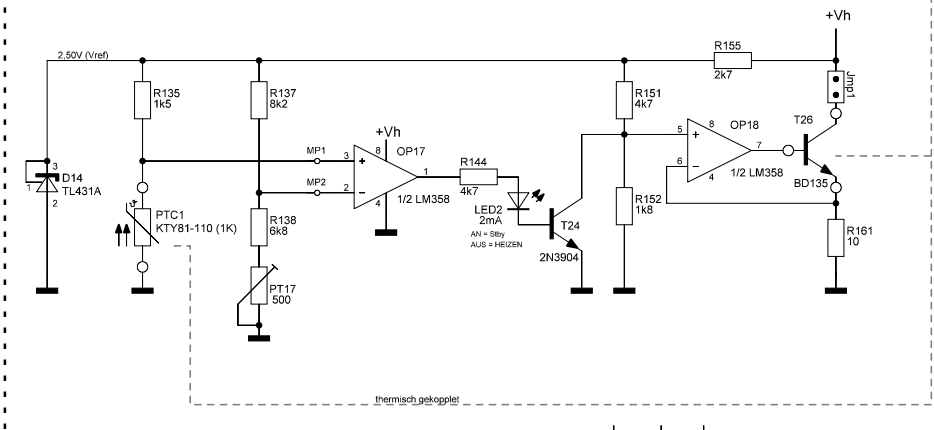 +Vh
2,50V (Vref)
R155
2k7
R135
1k5
R137
8k2
R151
4k7
Jmp1
+Vh
OP18
T26
MP1
3
8
OP17
5
8
7
3
D14
TL431A
1
2
MP2
2
1
4
1/2 LM358
R144
4k7
6
4
1/2 LM358
BD135
PTC1
KTY81-110 (1K)
R138
6k8
LED2
2mA
AN = Stby
AUS = HEIZEN
T24
2N3904
R152
1k8
R161
10
PT17
500
thermisch gekopplet